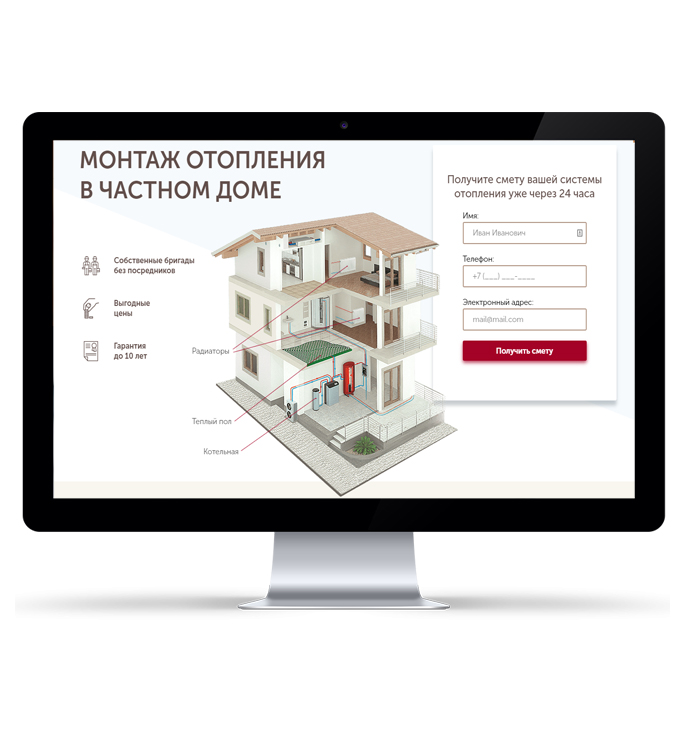 МОНТАЖ ОТОПЛЕНИЯ
В ЧАСТНОМ ДОМЕ
Собственные бригады
без посредников
Выгодные
цены
Гарантия
до 10 лет
Радиаторы
Теплый пол
Котельная
Получите смету вашей системы
отопления уже через 24 часа
Имя:
Иван Иванович
Телефон:
+7 (___) ___-____
Электронный адрес:
mail@mail.com
Получить смету